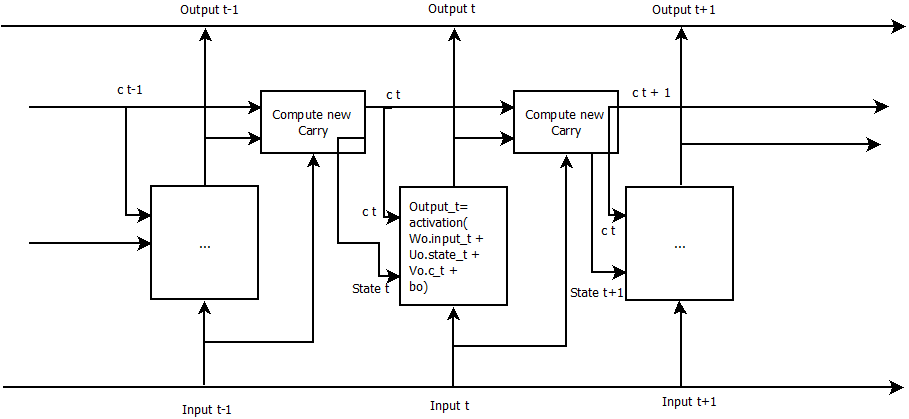 Output t-1
Output t
Output t+1
c t-1
c t
c t + 1
Compute new
Carry
Compute new
Carry
...
c t
Output_t=
activation(
Wo.input_t +
Uo.state_t +
Vo.c_t +
bo)
c t
...
State t
State t+1
Input t-1
Input t
Input t+1